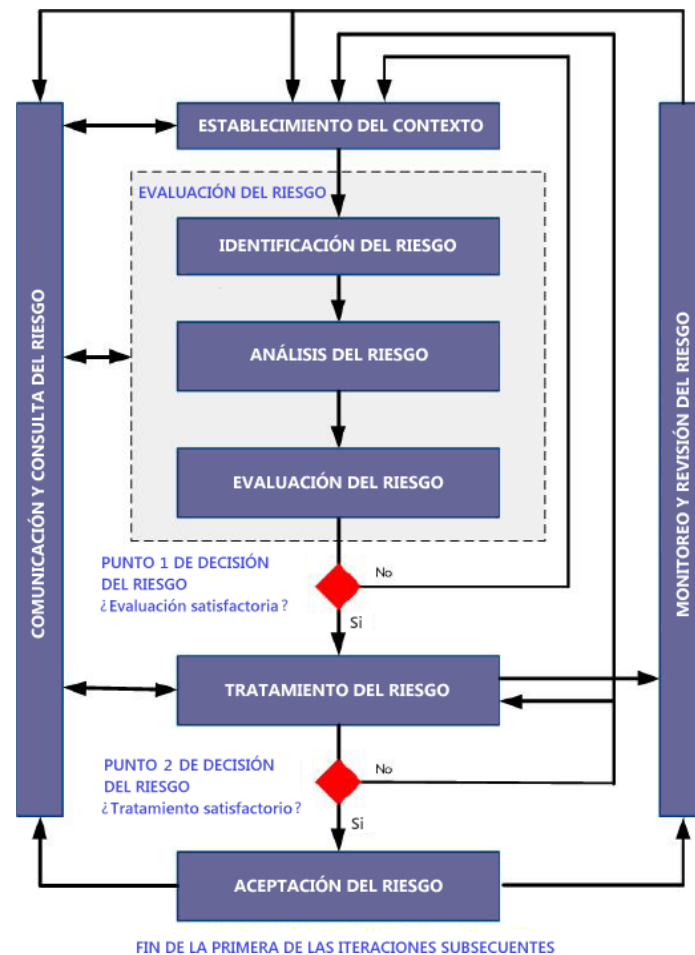 ESTABLECIMIENTO DEL CONTEXTO
EVALUACIÓN DEL RIESGO
IDENTIFICACIÓN DEL RIESGO
ANÁLISIS DEL RIESGO
EVALUACIÓN DEL RIESGO
PUNTO 1 DE DECISIÓN
DEL RIESGO
¿Evaluación satisfactoria?
No
Si
TRATAMIENTO DEL RIESGO
PUNTO 2 DE DECISIÓN
DEL RIESGO
¿Tratamiento satisfactorio?
No
Si
ACEPTACIÓN DEL RIESGO
COMUNICACIÓN Y CONSULTA DEL RIESGO
MONITOREO Y REVISIÓN DEL RIESGO
FIN DE LA PRIMERA DE LAS ITERACIONES SUBSECUENTES